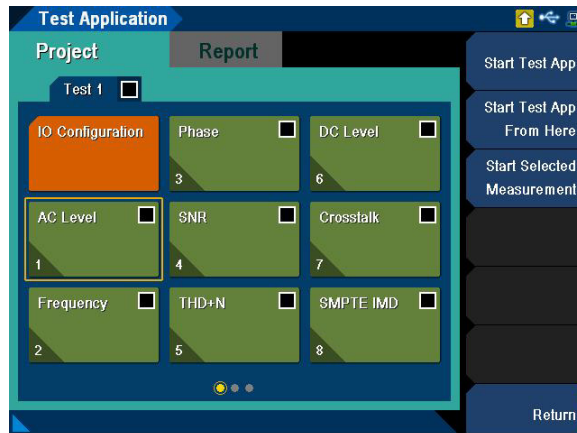 Test Application
Project
Report
Test 1
IO Configuration
Phase
3
DC Level
6
AC Level
1
SNR
4
Crosstalk
7
Frequency
2
THD+N
5
SMPTE IMD
8
Start Test App
Start Test App
From Here
Start Selected
Measurement
Return